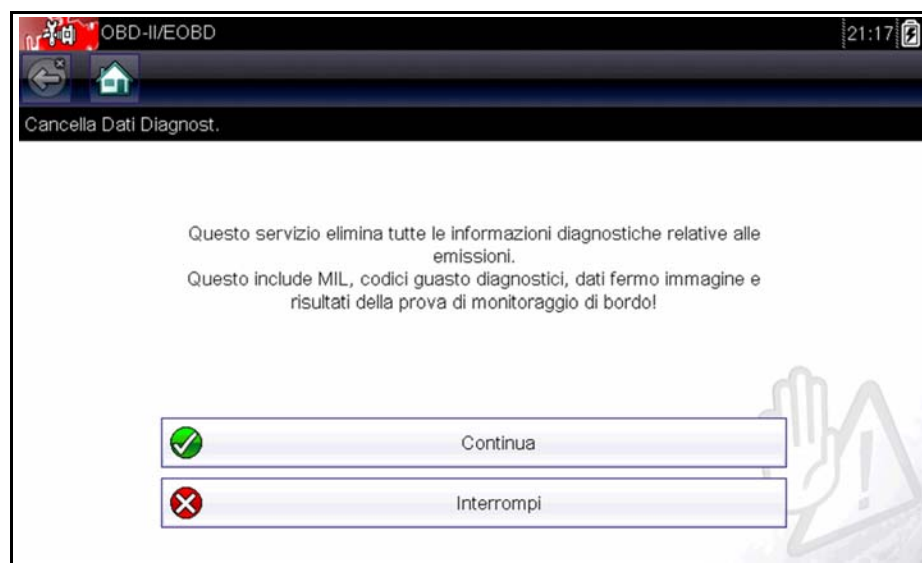 OBD-II/EOBD
21:17
Cancella Dati Diagnost.
Questo servizio elimina tutte le informazioni diagnostiche relative alle
emissioni.
Questo include MIL, codici guasto diagnostici, dati fermo immagine e
risultati della prova di monitoraggio di bordo!
Continua
Interrompi